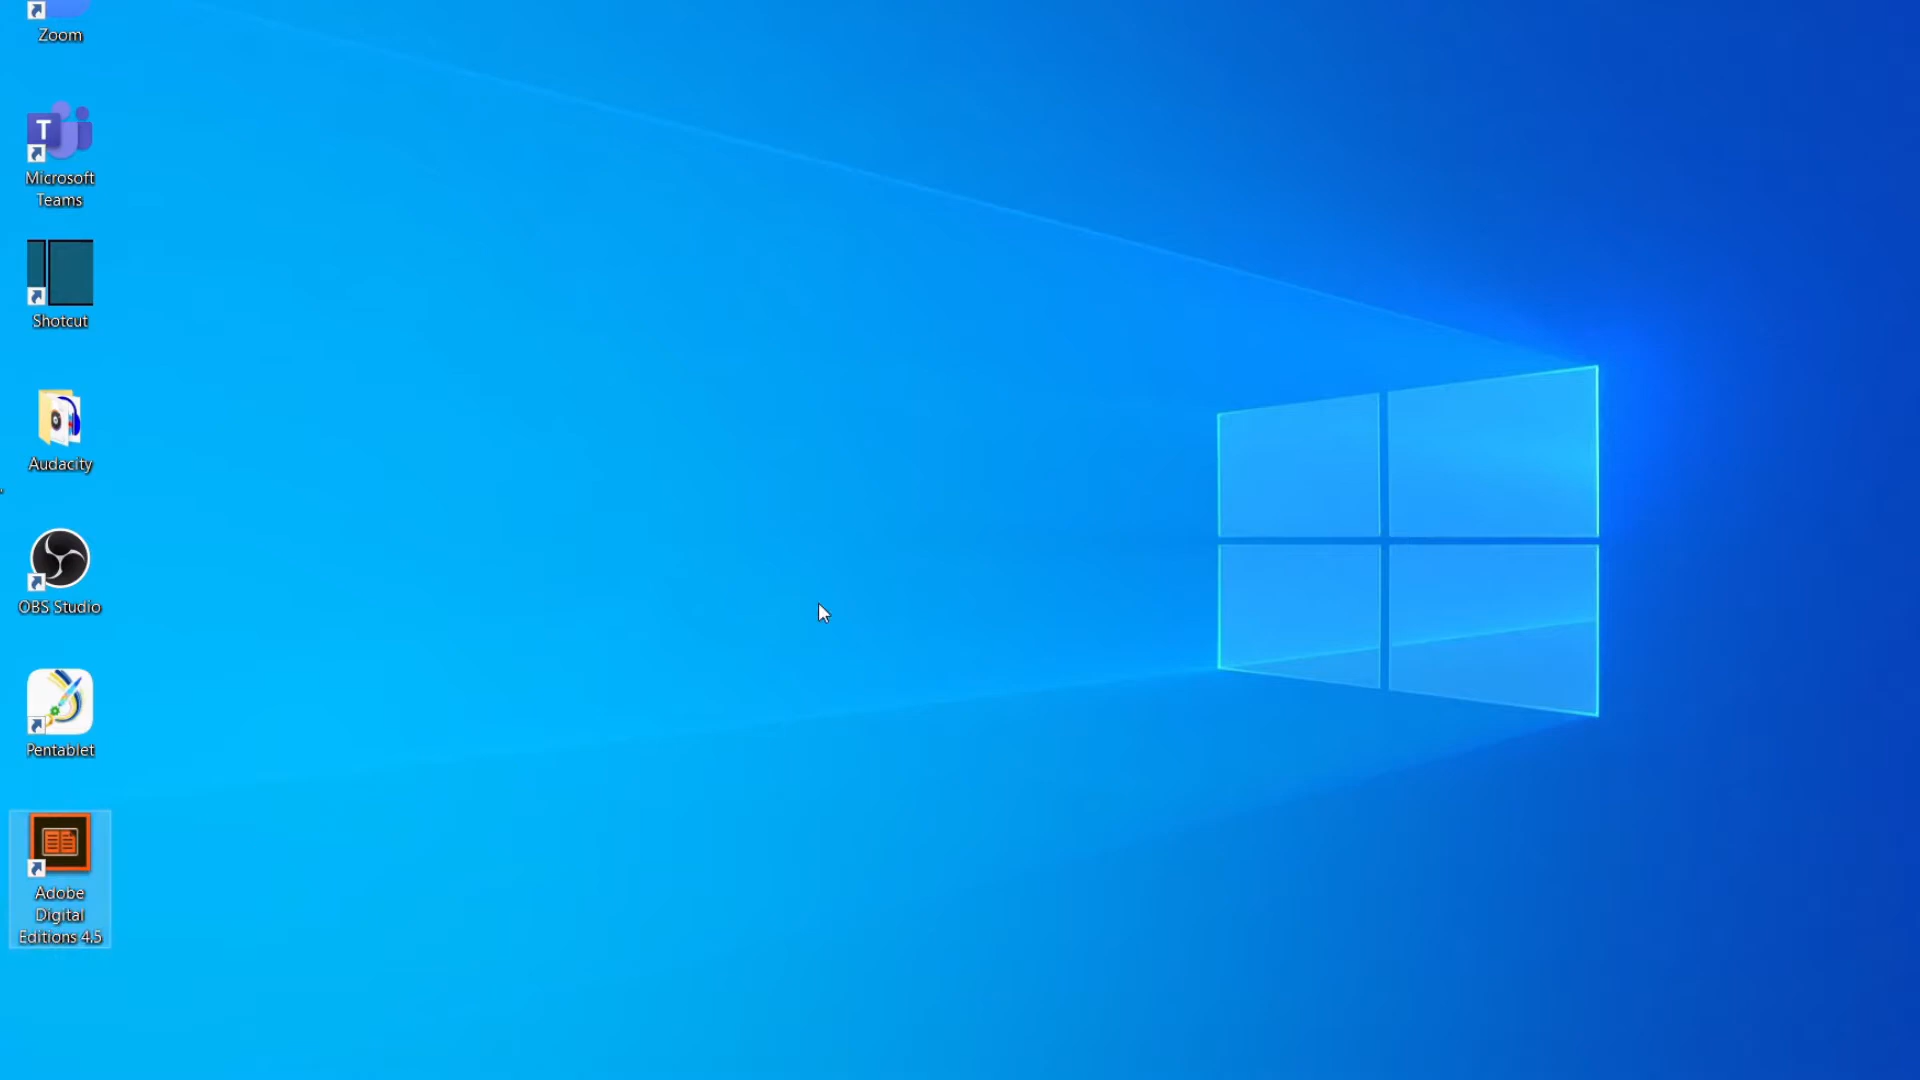 Zoom
T
Microsoft
Teams
Shotcut
Audacity
OBS Studio
Pentablet
Adobe
Digital
Editions 4.5